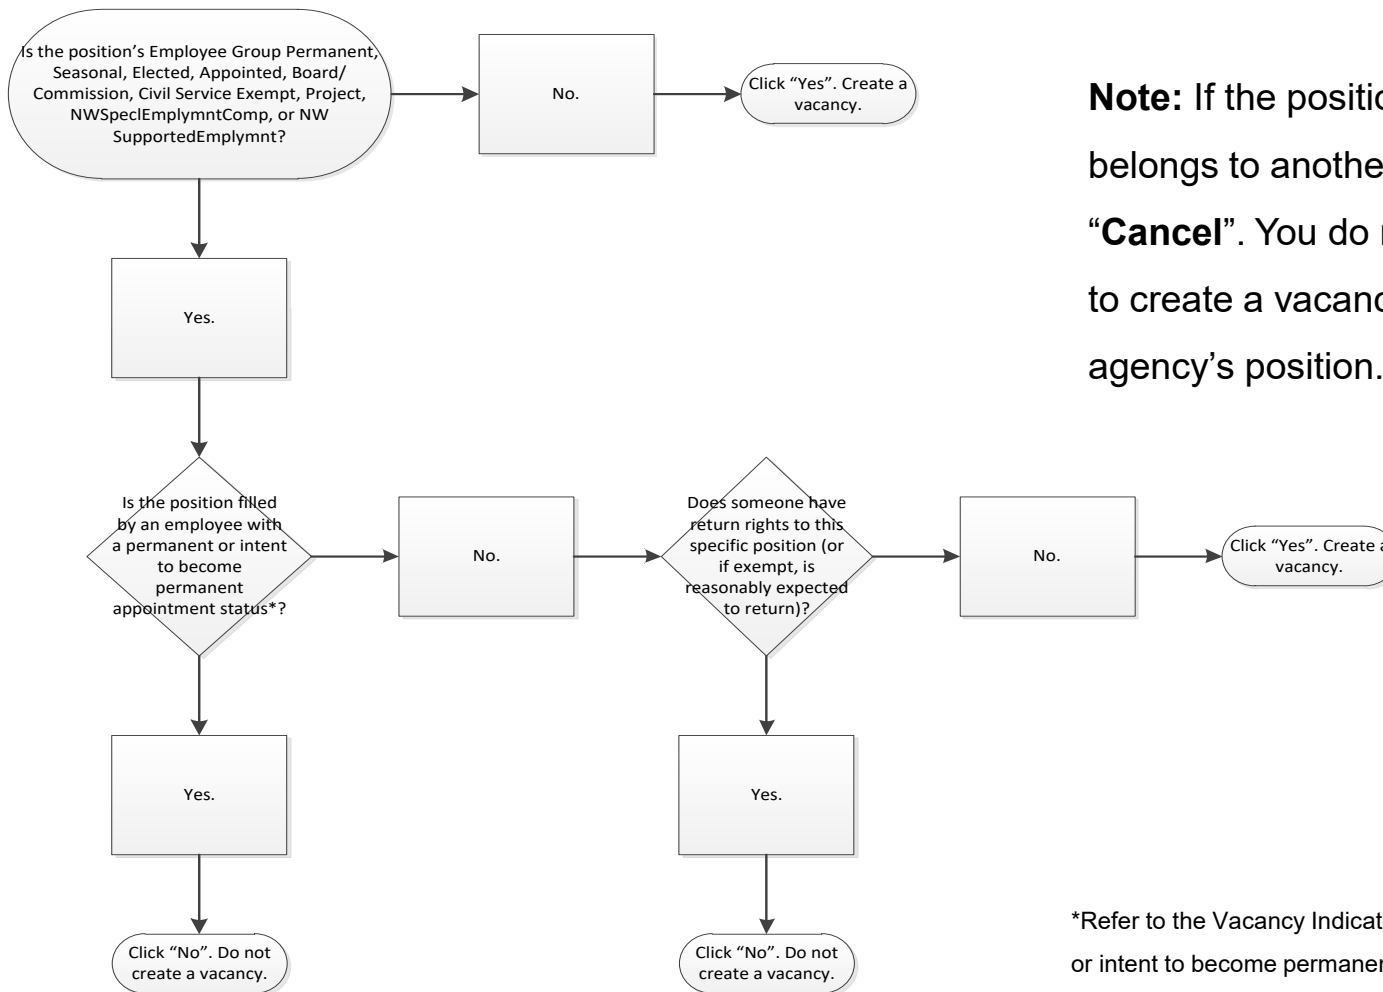 Is the position's Employee Group Permanent,
Seasonal, Elected, Appointed, Board/
Commission, Civil Service Exempt, Project,
NWSpeclEmplymntComp, or NW
SupportedEmplymnt?
No.
Click “Yes”. Create a
vacancy.
Note: If the positio
belongs to anothe
“Cancel”. You do
to create a vacanc
agency’s position.
Yes.
Is the position filled
by an employee with
a permanent or intent
to become
permanent
appointment status*?
No.
Does someone have
return rights to this
specific position (or
if exempt, is
reasonably expected
to return)?
No.
Click “Yes”. Create a
vacancy.
Yes.
Yes.
Click “No”. Do not
create a vacancy.
Click “No”. Do not
create a vacancy.
*Refer to the Vacancy Indicat
or intent to become permanen